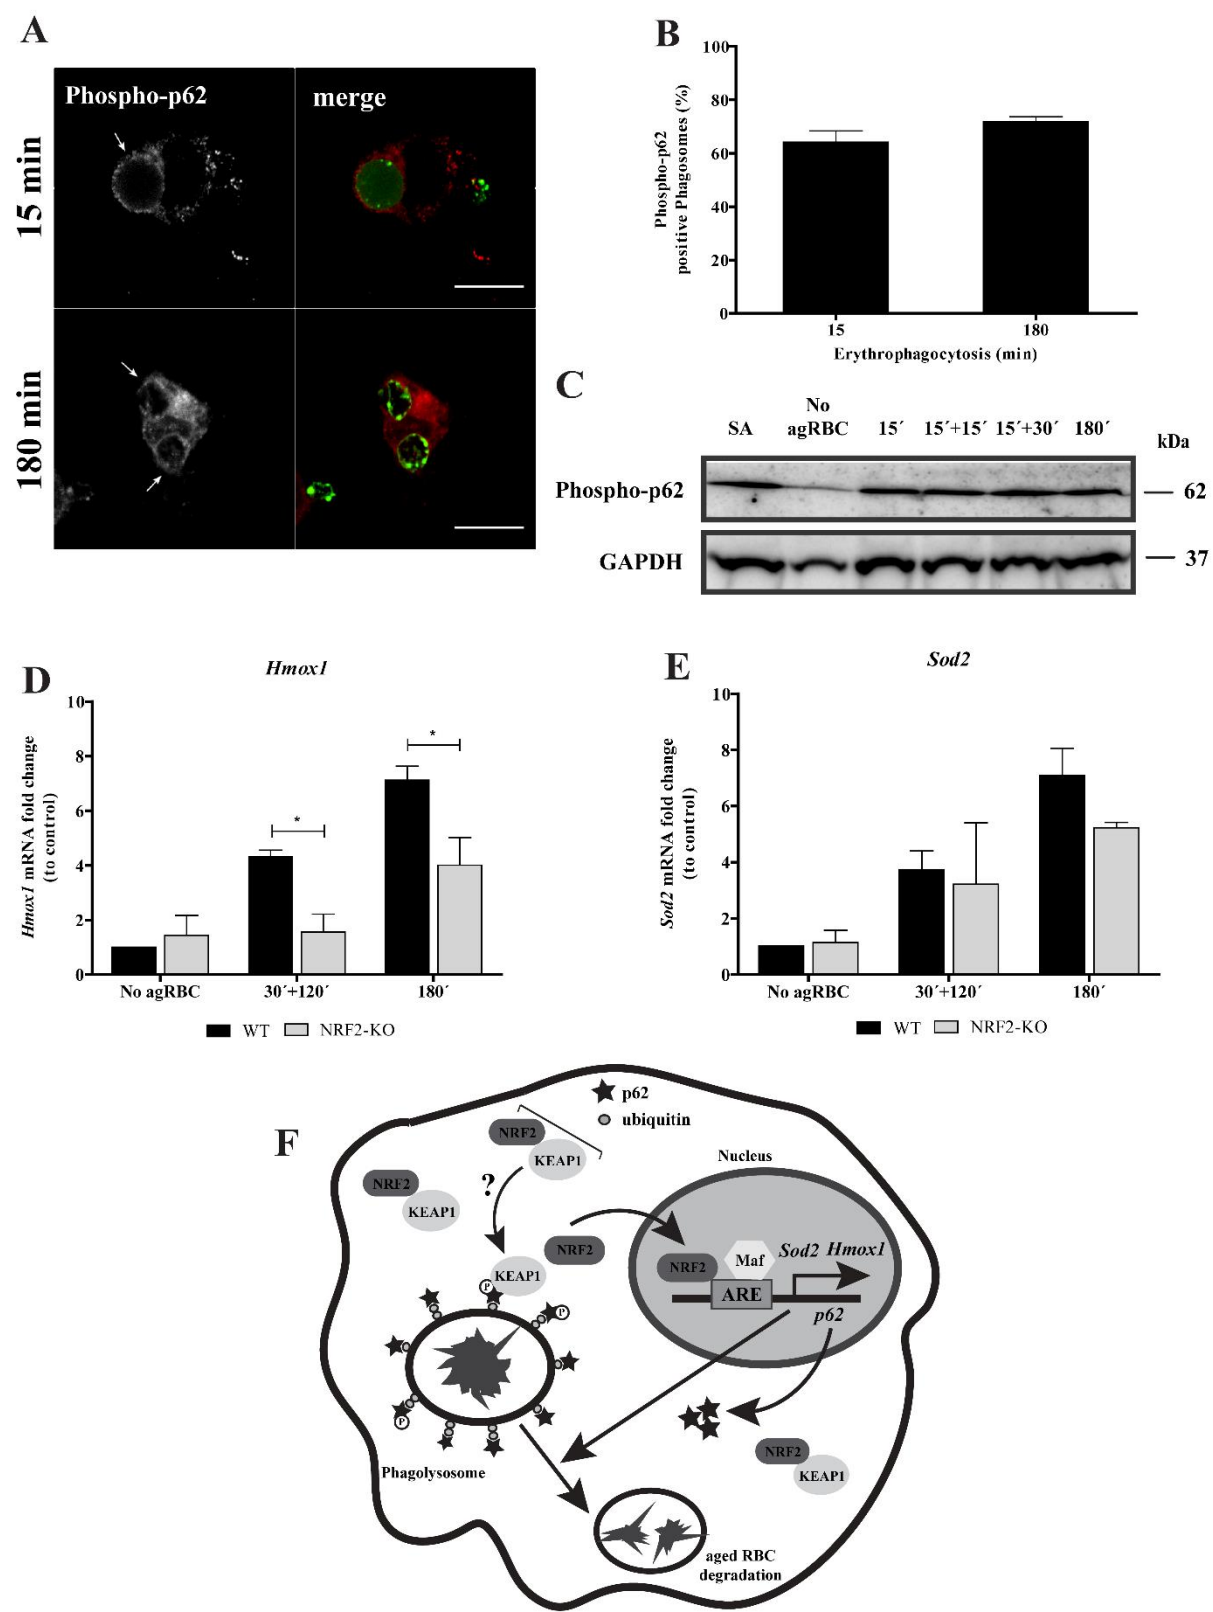 A
Phospho-p62
merge
15 min
180 min
B
Phospho-p62
positive Phagosomes (%)
100
80
60
40
20
0
15
180
Erythrophagocytosis (min)
C
SA
No
agRBC
15´
15´+15´
15´+30´
180´
kDa
Phospho-p62
62
GAPDH
37
D
Hmox1
Hmox1 mRNA fold change
(to control)
10
8
6
4
2
0
*
*
No agRBC
30´+120´
180´
WT
NRF2-KO
E
Sod2
Sod2 mRNA fold change
(to control)
10
8
6
4
2
0
No agRBC
30´+120´
180´
WT
NRF2-KO
F
p62
ubiquitin
NRF2
KEAP1
NRF2
KEAP1
?
NRF2
KEAP1
P
P
P
Phagolysosome
Nucleus
NRF2
Maf
ARE
Sod2 Hmox1
p62
NRF2
KEAP1
aged RBC
degradation